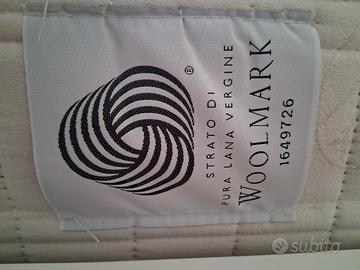 ®
STRATO DI
PURA LANA VERGINE
WOOLMARK
1649726
subito